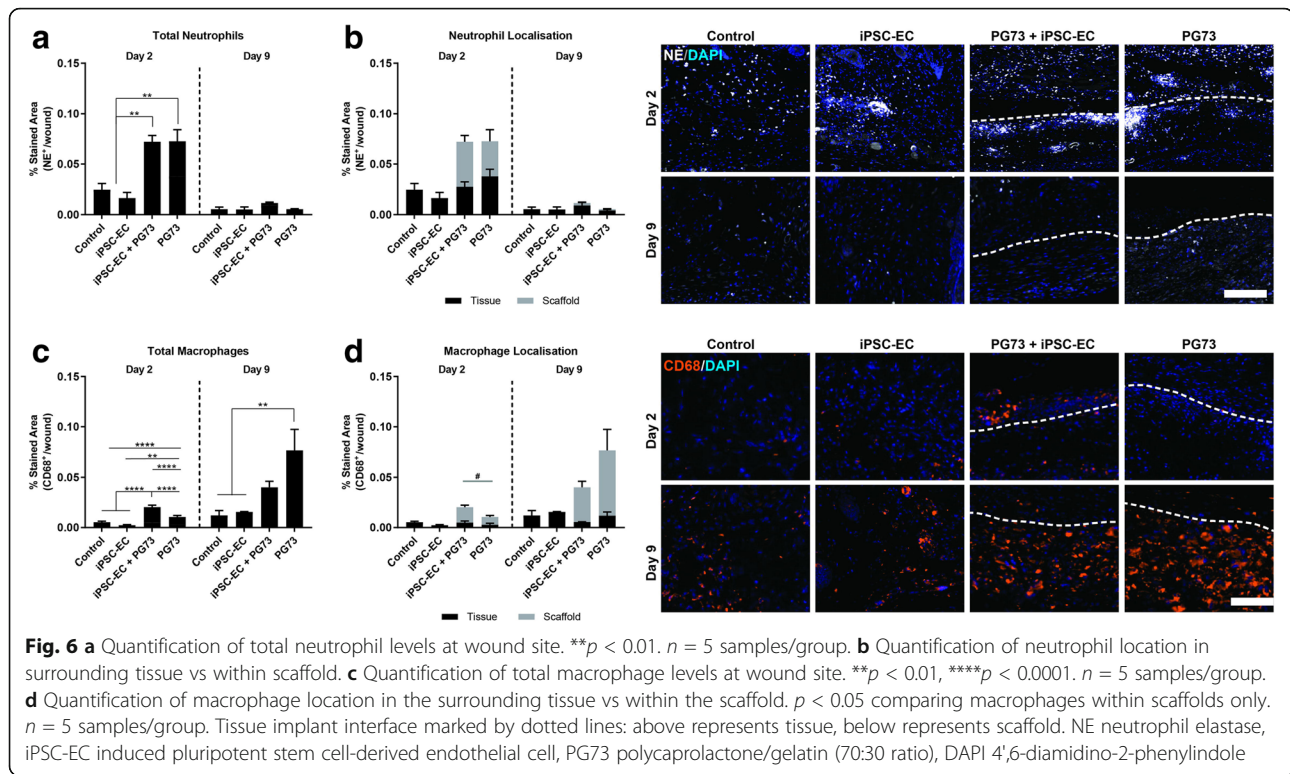 a
Total Neutrophils
Day 2 Day 9
% Stained Area
(NE⁺/wound)
0.15
0.10
0.05
0.00
** **
Control iPSC-EC iPSC-EC + PG73 PG73 Control iPSC-EC iPSC-EC + PG73 PG73
b
Neutrophil Localisation
Day 2 Day 9
% Stained Area
(NE⁺/wound)
0.15
0.10
0.05
0.00
Control iPSC-EC iPSC-EC + PG73 PG73 Control iPSC-EC iPSC-EC + PG73 PG73
Tissue Scaffold
Control iPSC-EC PG73 + iPSC-EC PG73
NE/DAPI
Day 2
Day 9
c
Total Macrophages
Day 2 Day 9
% Stained Area
(CD68⁺/wound)
0.15
0.10
0.05
0.00
****
**
****
**** ****
**
Control iPSC-EC iPSC-EC + PG73 PG73 Control iPSC-EC iPSC-EC + PG73 PG73
d
Macrophage Localisation
Day 2 Day 9
% Stained Area
(CD68⁺/wound)
0.15
0.10
0.05
0.00
#
Control iPSC-EC iPSC-EC + PG73 PG73 Control iPSC-EC iPSC-EC + PG73 PG73
Tissue Scaffold
Control iPSC-EC PG73 + iPSC-EC PG73
CD68/DAPI
Day 2
Day 9
Fig. 6 a Quantification of total neutrophil levels at wound site. **p < 0.01. n = 5 samples/group. b Quantification of neutrophil location in
surrounding tissue vs within scaffold. c Quantification of total macrophage levels at wound site. **p < 0.01, ****p < 0.0001. n = 5 samples/group.
d Quantification of macrophage location in the surrounding tissue vs within the scaffold. p < 0.05 comparing macrophages within scaffolds only.
n = 5 samples/group. Tissue implant interface marked by dotted lines: above represents tissue, below represents scaffold. NE neutrophil elastase,
iPSC-EC induced pluripotent stem cell-derived endothelial cell, PG73 polycaprolactone/gelatin (70:30 ratio), DAPI 4',6-diamidino-2-phenylindole